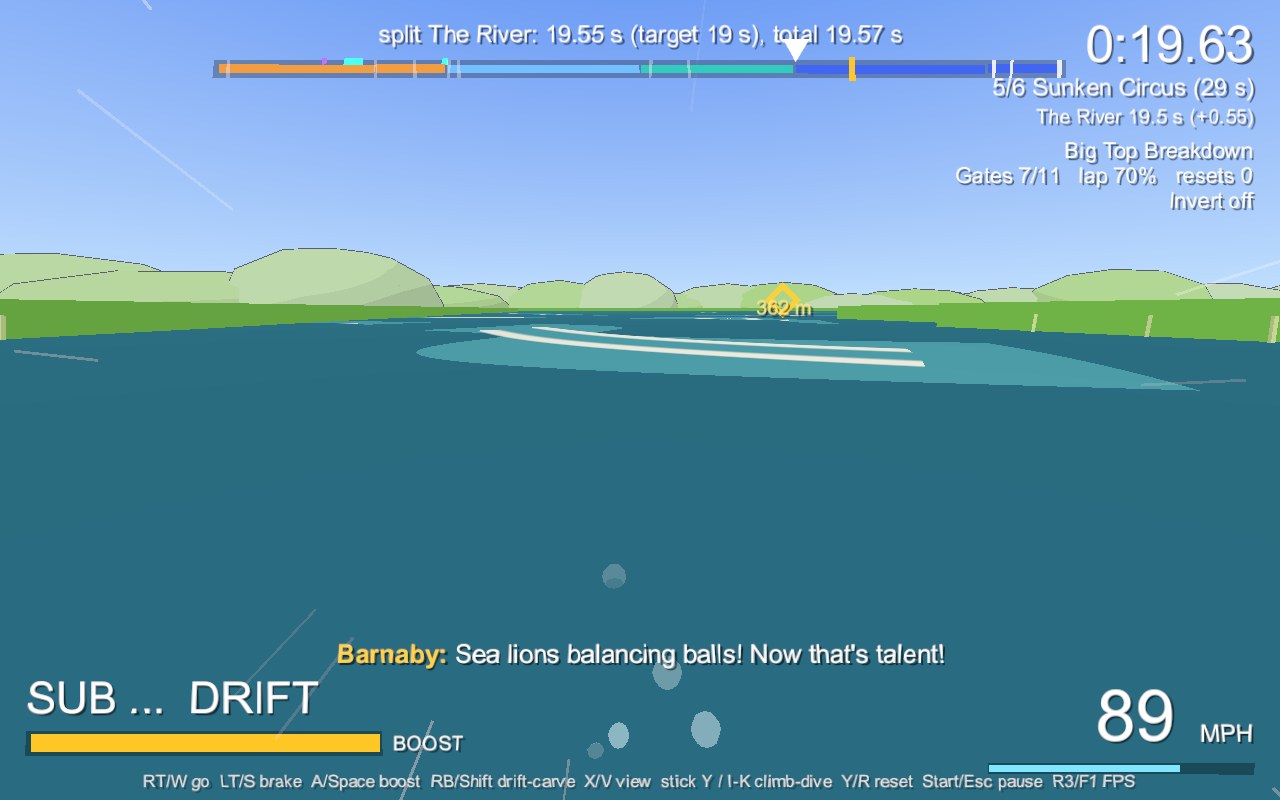 split The River: 19.55 s (target 19 s), total 19.57 s
0:19.63
5/6 Sunken Circus (29 s)
The River 19.5 s (+0.55)
Big Top Breakdown
Gates 7/11 lap 70% resets 0
Invert off
362 m
Barnaby: Sea lions balancing balls! Now that's talent!
SUB ... DRIFT
BOOST
89 MPH
RT/W go LT/S brake A/Space boost RB/Shift drift-carve X/V view stick Y / I-K climb-dive Y/R reset Start/Esc pause R3/F1 FPS